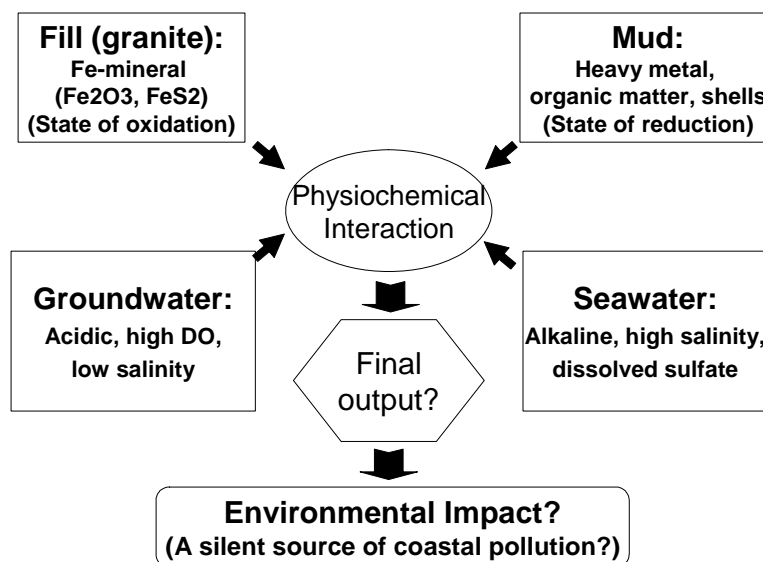 Fill (granite):
Fe-mineral
(Fe2O3, FeS2)
(State of oxidation)
Mud:
Heavy metal,
organic matter, shells
(State of reduction)
Physiochemical
Interaction
Groundwater:
Acidic, high DO,
low salinity
Seawater:
Alkaline, high salinity,
dissolved sulfate
Final
output?
Environmental Impact?
(A silent source of coastal pollution?)